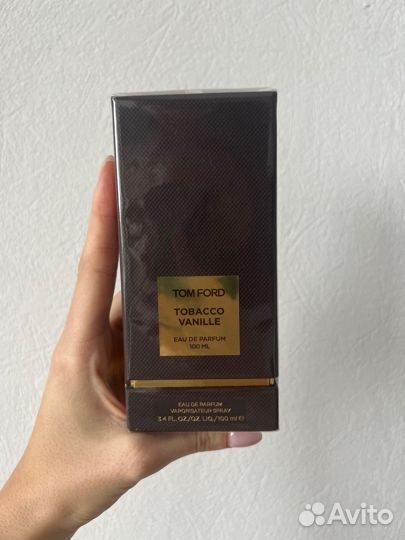 TOM FORD
TOBACCO
VANILLE
EAU DE PARFUM
100 ML
EAU DE PARFUM
VAPORISATEUR SPRAY
3.4 FL.OZ./OZ. LIQ./100 ml ℮
Avito